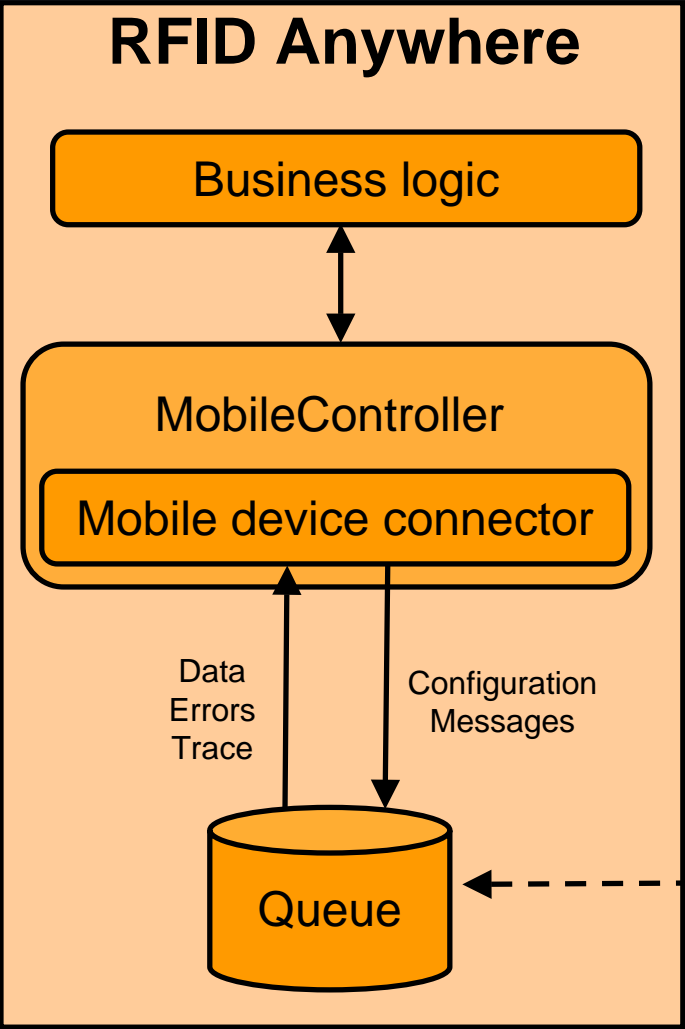 RFID Anywhere
Business logic
MobileController
Mobile device connector
Data
Errors
Trace
Configuration
Messages
Queue